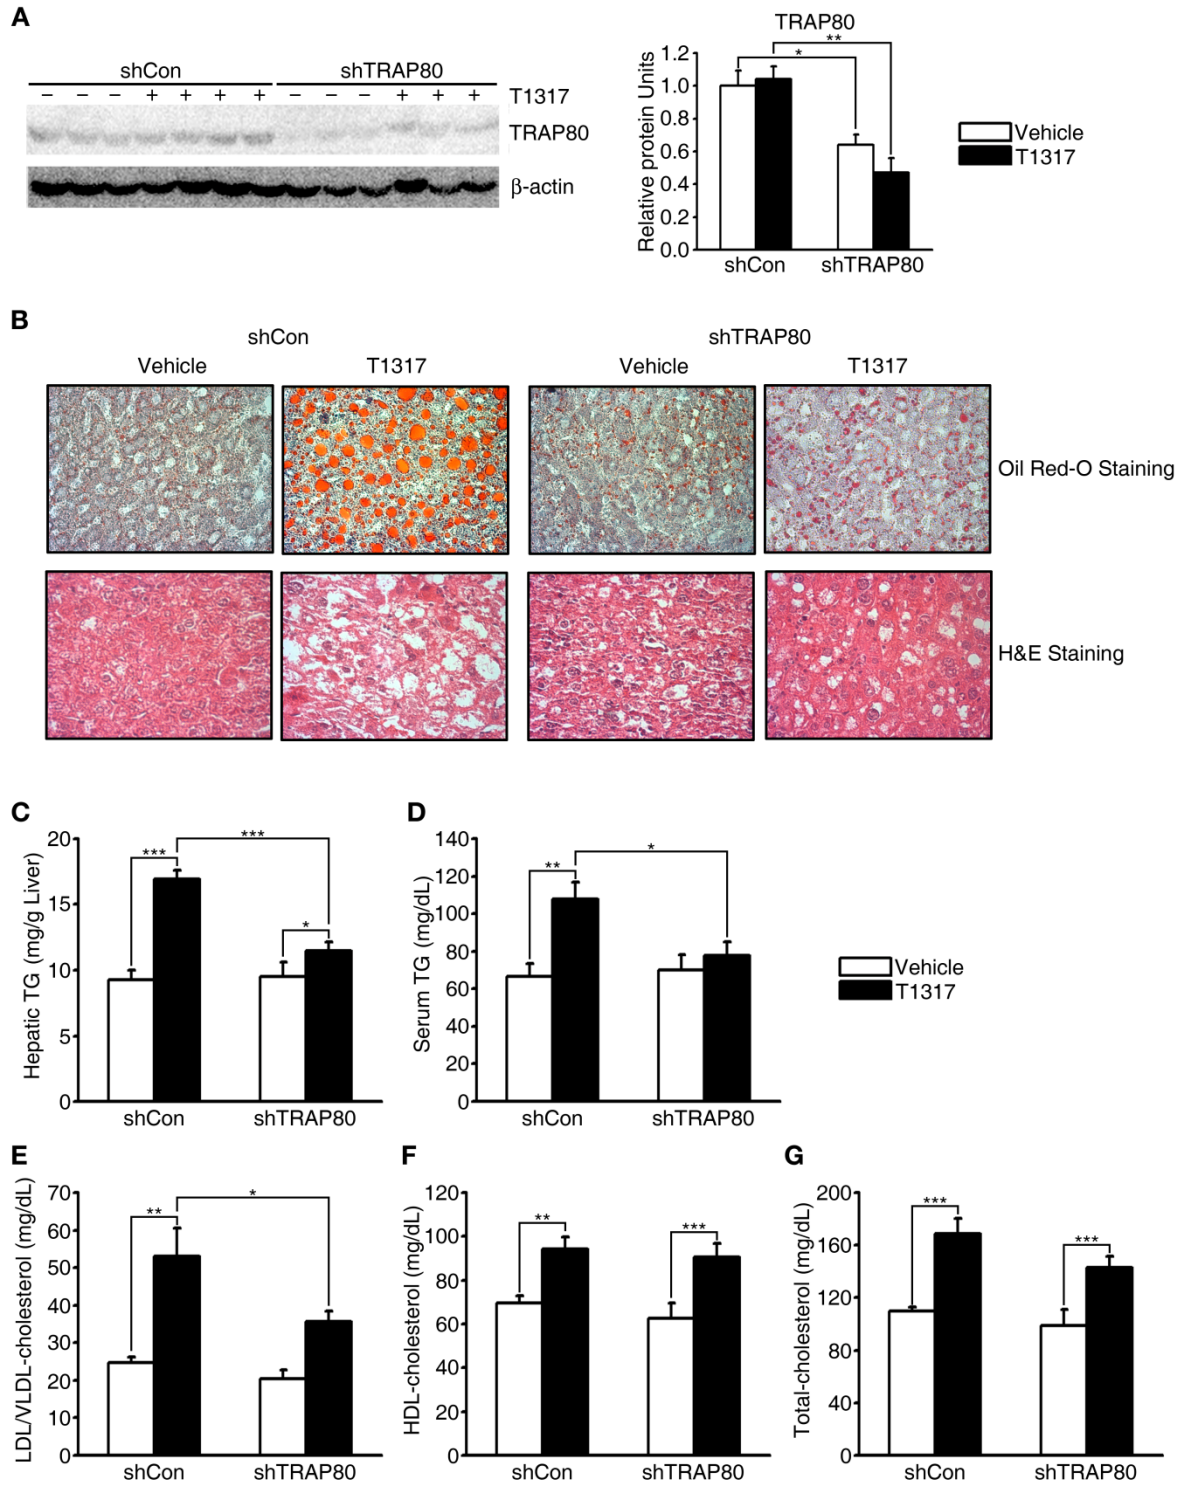 A
shCon
shTRAP80
− − − + + + + − − − + + + T1317
TRAP80
β-actin
TRAP80
** 
*
1.2
1.0
0.8
0.6
0.4
0.2
0.0
Relative protein Units
shCon
shTRAP80
Vehicle
T1317
B
shCon
shTRAP80
Vehicle
T1317
Vehicle
T1317
Oil Red-O Staining
H&E Staining
C
Hepatic TG (mg/g Liver)
20
15
10
5
0
***
***
*
shCon
shTRAP80
D
Serum TG (mg/dL)
140
120
100
80
60
40
20
0
**
*
shCon
shTRAP80
Vehicle
T1317
E
LDL/VLDL-cholesterol (mg/dL)
70
60
50
40
30
20
10
0
**
*
shCon
shTRAP80
F
HDL-cholesterol (mg/dL)
120
100
80
60
40
20
0
**
***
shCon
shTRAP80
G
Total-cholesterol (mg/dL)
200
160
120
80
40
0
***
***
shCon
shTRAP80